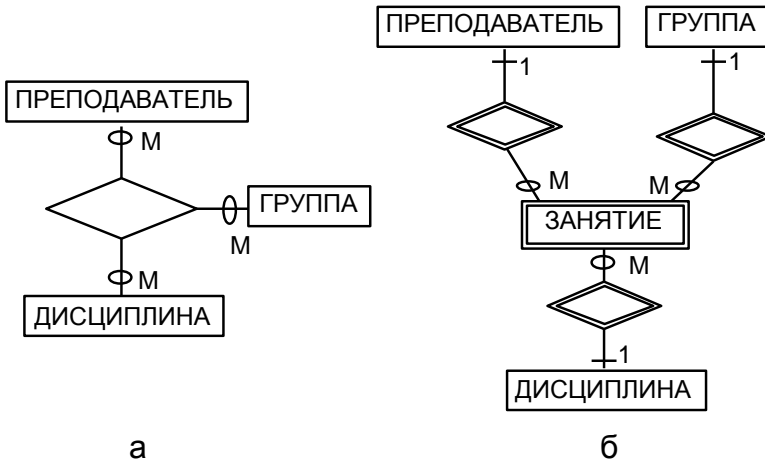 ПРЕПОДАВАТЕЛЬ
М
ГРУППА
М
М
ДИСЦИПЛИНА
а
ПРЕПОДАВАТЕЛЬ
ГРУППА
1
1
М
М
ЗАНЯТИЕ
М
1
ДИСЦИПЛИНА
б